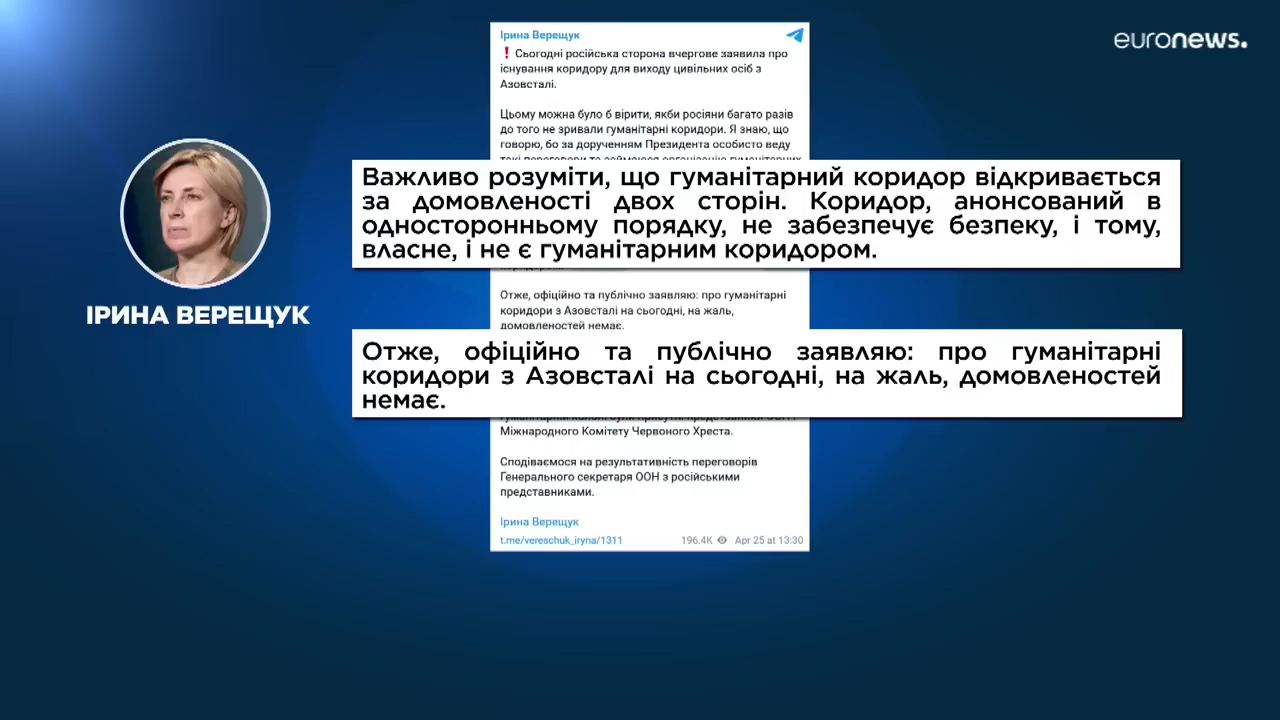 euronews.
Ірина Верещук
❗ Сьогодні російська сторона вчергове заявила про
існування коридору для виходу цивільних осіб з
Азовсталі.
Цьому можна було б вірити, якби росіяни багато разів
до того не зривали гуманітарні коридори. Я знаю, що
говорю, бо за дорученням Президента особисто веду
такі переговори та займаюся організацією гуманітарних
Важливо розуміти, що гуманітарний коридор відкривається
за домовленості двох сторін. Коридор, анонсований в
односторонньому порядку, не забезпечує безпеку, і тому,
власне, і не є гуманітарним коридором.
ІРИНА ВЕРЕЩУК
Отже, офіційно та публічно заявляю: про гуманітарні
коридори з Азовсталі на сьогодні, на жаль,
домовленостей немає.
Отже, офіційно та публічно заявляю: про гуманітарні
коридори з Азовсталі на сьогодні, на жаль, домовленостей
немає.
Міжнародного Комітету Червоного Хреста.
Сподіваємося на результативність переговорів
Генерального секретаря ООН з російськими
представниками.
Ірина Верещук
t.me/vereschuk_iryna/1311 196.4K Apr 25 at 13:30